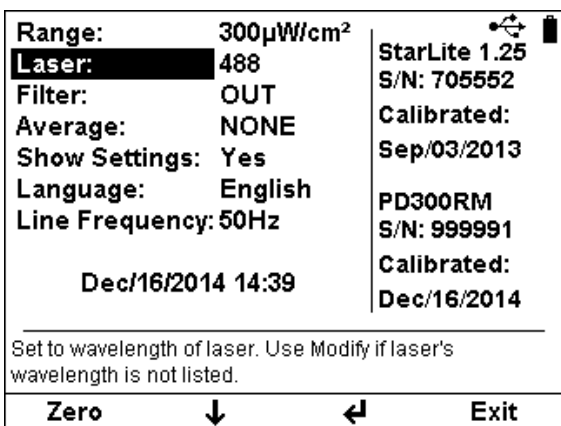 Range: 300µW/cm²
Laser: 488
Filter: OUT
Average: NONE
Show Settings: Yes
Language: English
Line Frequency: 50Hz
Dec/16/2014 14:39
StarLite 1.25
S/N: 705552
Calibrated:
Sep/03/2013
PD300RM
S/N: 999991
Calibrated:
Dec/16/2014
Set to wavelength of laser. Use Modify if laser's
wavelength is not listed.
Zero ↓ ↵ Exit